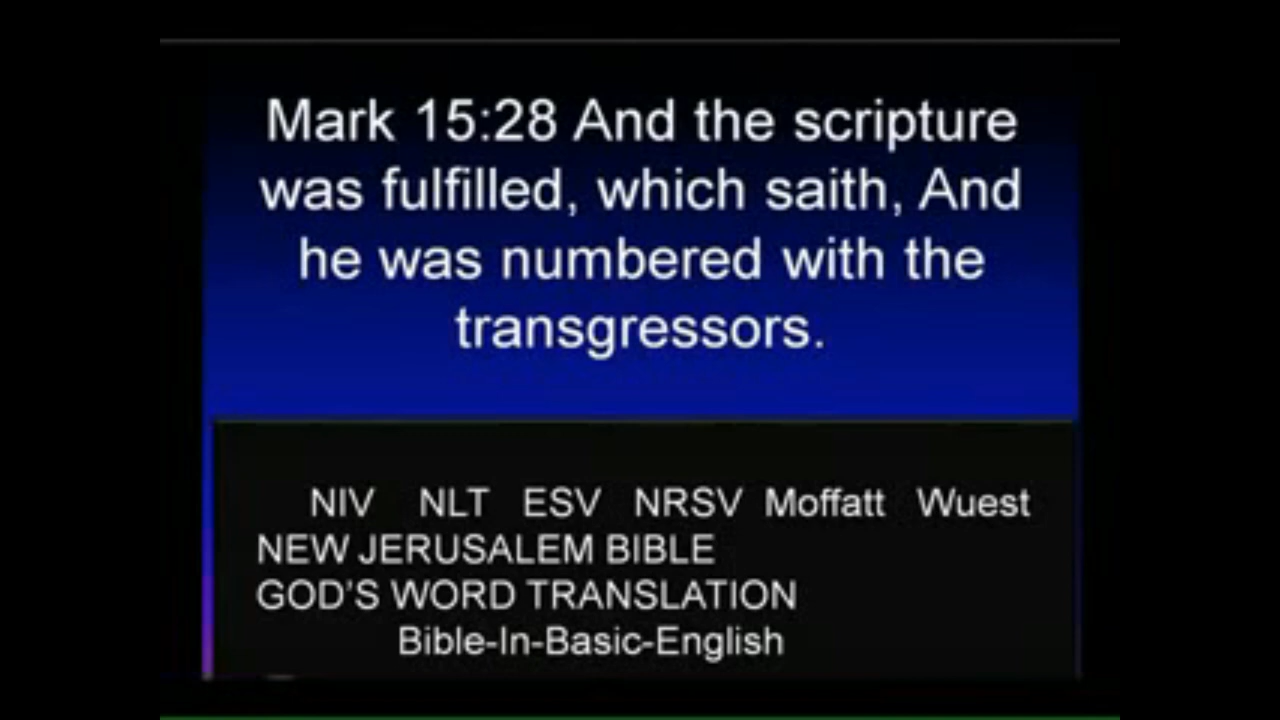 Mark 15:28 And the scripture
was fulfilled, which saith, And
he was numbered with the
transgressors.
NIV NLT ESV NRSV Moffatt Wuest
NEW JERUSALEM BIBLE
GOD'S WORD TRANSLATION
Bible-In-Basic-English